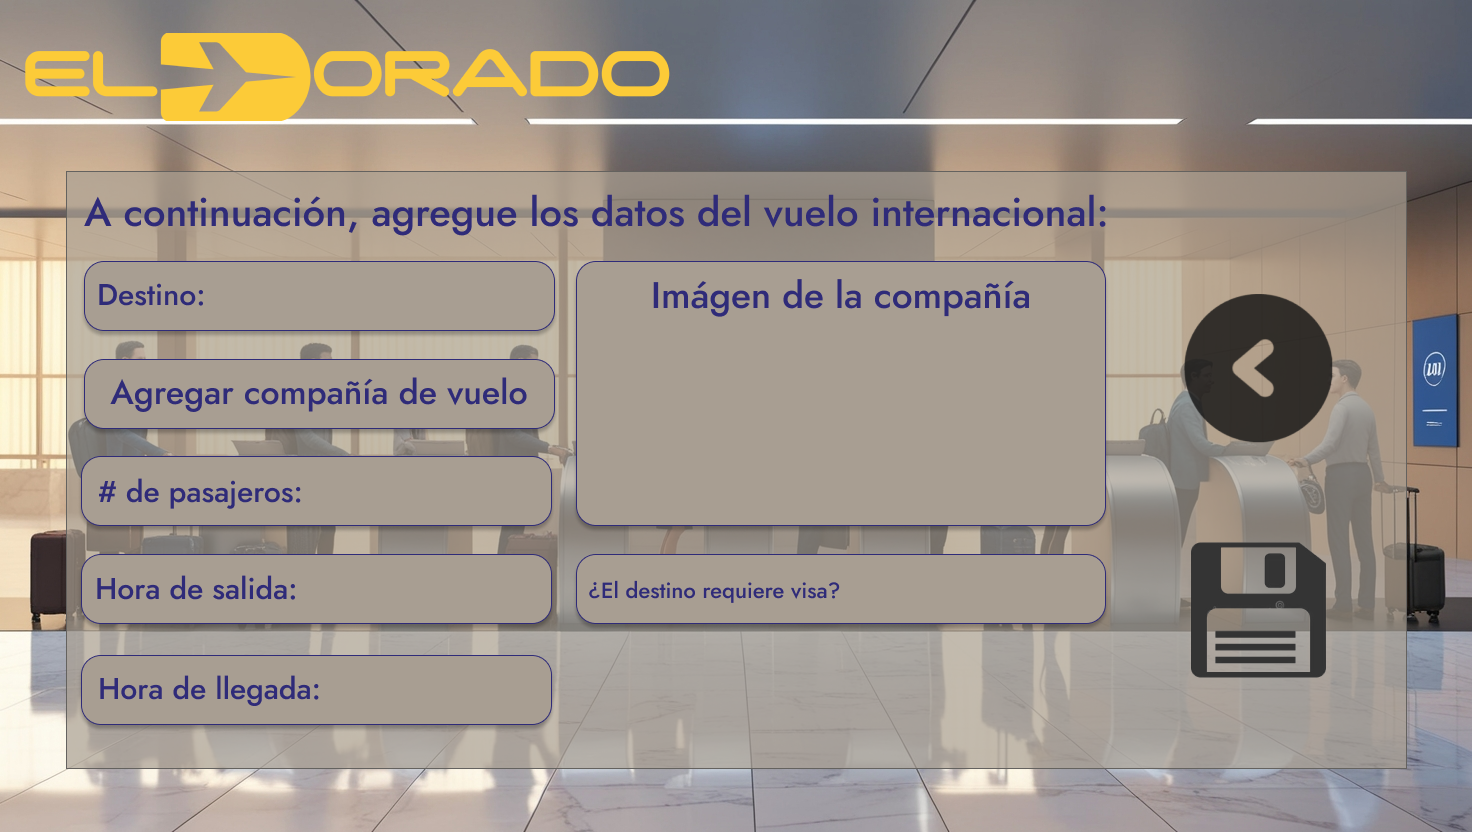 EL DORADO
A continuación, agregue los datos del vuelo internacional:
Destino:
Imágen de la compañía
Agregar compañía de vuelo
# de pasajeros:
Hora de salida:
¿El destino requiere visa?
Hora de llegada: